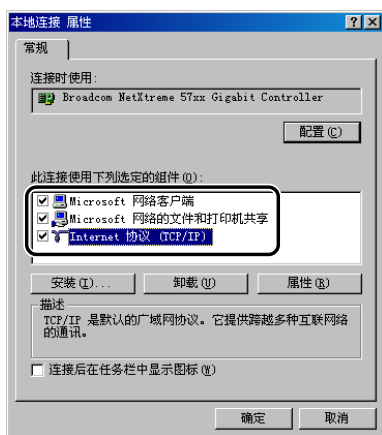 本地连接 属性
常规
连接时使用:
Broadcom NetXtreme 57xx Gigabit Controller
配置(C)
此连接使用下列选定的组件(O):
Microsoft 网络客户端
Microsoft 网络的文件和打印机共享
Internet 协议 (TCP/IP)
安装(I)... 卸载(U) 属性(R)
描述
TCP/IP 是默认的广域网协议。它提供跨越多种互联网络
的通讯。
连接后在任务栏中显示图标(W)
确定 取消